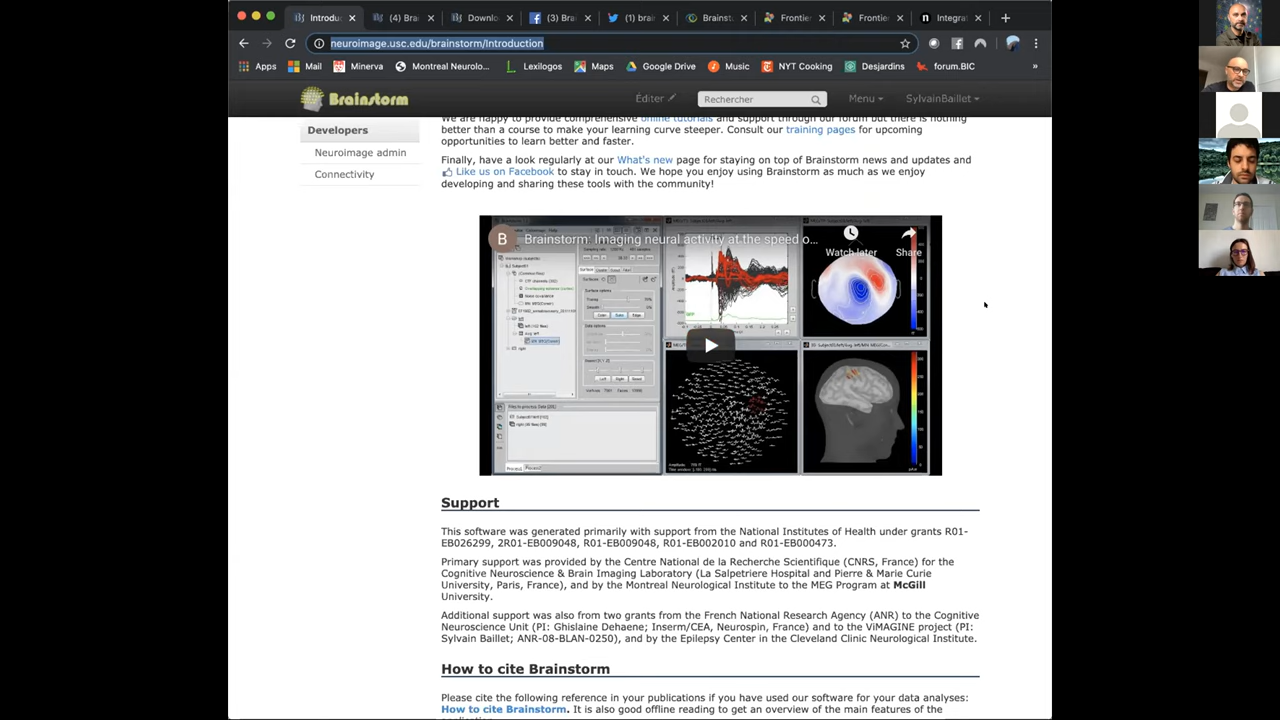 Introduc
(4) Bra
Downlo
(3) Bra
(1) brain
Brainst
Frontier
Frontier
Integrat
neuroimage.usc.edu/brainstorm/Introduction
Apps
Mail
Minerva
Montreal Neurolo...
Lexilogos
Maps
Google Drive
Music
NYT Cooking
Desjardins
forum.BIC
»
Brainstorm
Éditer
Rechercher
Menu
SylvainBaillet
Developers
Neuroimage admin
Connectivity
We are happy to provide comprehensive online tutorials and support through our forum but there is nothing
better than a course to make your learning curve steeper. Consult our training pages for upcoming
opportunities to learn better and faster.
Finally, have a look regularly at our What's new page for staying on top of Brainstorm news and updates and
Like us on Facebook to stay in touch. We hope you enjoy using Brainstorm as much as we enjoy
developing and sharing these tools with the community!
B
Brainstorm: Imaging neural activity at the speed o...
Watch later
Share
Support
This software was generated primarily with support from the National Institutes of Health under grants R01-
EB026299, 2R01-EB009048, R01-EB009048, R01-EB002010 and R01-EB000473.
Primary support was provided by the Centre National de la Recherche Scientifique (CNRS, France) for the
Cognitive Neuroscience & Brain Imaging Laboratory (La Salpetriere Hospital and Pierre & Marie Curie
University, Paris, France), and by the Montreal Neurological Institute to the MEG Program at McGill
University.
Additional support was also from two grants from the French National Research Agency (ANR) to the Cognitive
Neuroscience Unit (PI: Ghislaine Dehaene; Inserm/CEA, Neurospin, France) and to the ViMAGINE project (PI:
Sylvain Baillet; ANR-08-BLAN-0250), and by the Epilepsy Center in the Cleveland Clinic Neurological Institute.
How to cite Brainstorm
Please cite the following reference in your publications if you have used our software for your data analyses:
How to cite Brainstorm. It is also good offline reading to get an overview of the main features of the